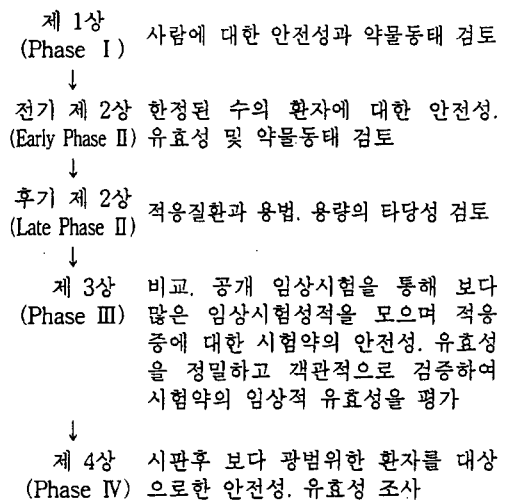 제 1상
(Phase Ⅰ)
사람에 대한 안전성과 약물동태 검토
↓
전기 제 2상 한정된 수의 환자에 대한 안전성.
(Early Phase Ⅱ) 유효성 및 약물동태 검토
↓
후기 제 2상
(Late Phase Ⅱ)
적응질환과 용법. 용량의 타당성 검토
↓
제 3상 비교. 공개 임상시험을 통해 보다
(Phase Ⅲ) 많은 임상시험성적을 모으며 적응
중에 대한 시험약의 안전성. 유효성
을 정밀하고 객관적으로 검증하여
시험약의 임상적 유효성을 평가
↓
제 4상 시판후 보다 광범위한 환자를 대상
(Phase Ⅳ) 으로한 안전성. 유효성 조사